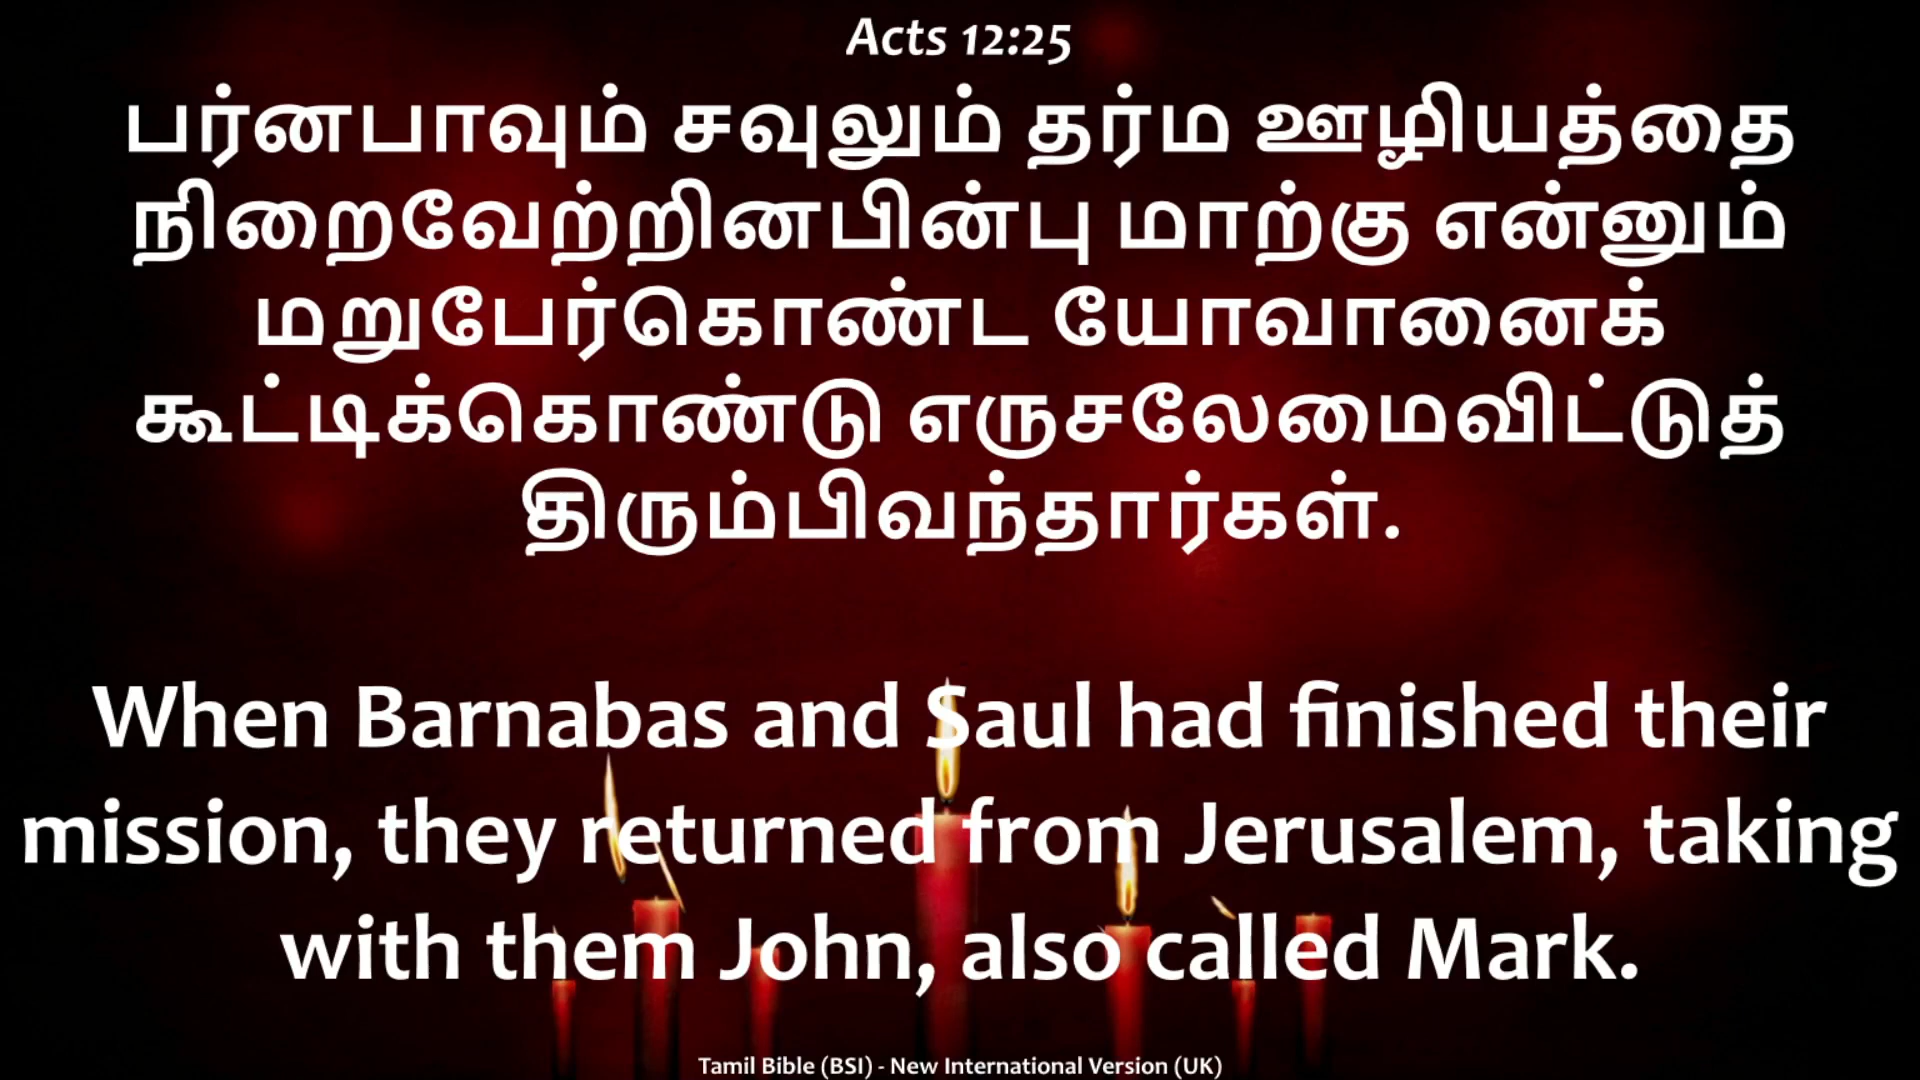 Acts 12:25
பர்னபாவும் சவுலும் தர்ம ஊழியத்தை
நிறைவேற்றினபின்பு மாற்கு என்னும்
மறுபேர்கொண்ட யோவானைக்
கூட்டிக்கொண்டு எருசலேமைவிட்டுத்
திரும்பிவந்தார்கள்.
When Barnabas and Saul had finished their
mission, they returned from Jerusalem, taking
with them John, also called Mark.
Tamil Bible (BSI) - New International Version (UK)